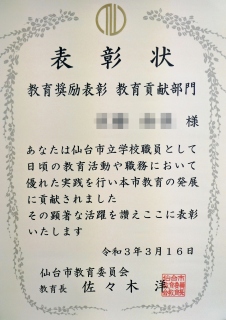 表彰状
教育奨励表彰 教育貢献部門
様
あなたは仙台市立学校職員として
日頃の教育活動や職務において
優れた実践を行い本市教育の発展
に貢献されました
その顕著な活躍を讃えここに表彰
いたします
令和3年3月16日
仙台市教育委員会
教育長 佐々木 洋